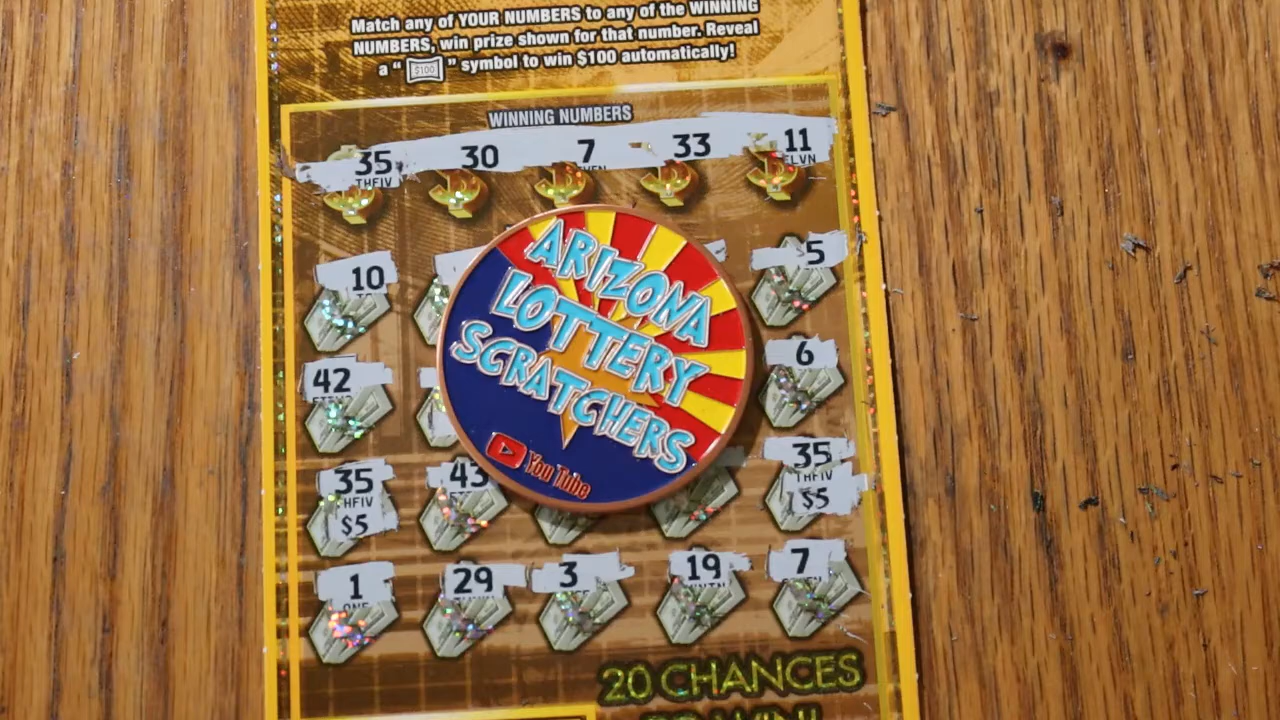 Match any of YOUR NUMBERS to any of the WINNING
NUMBERS, win prize shown for that number. Reveal
a " $100 " symbol to win $100 automatically!
WINNING NUMBERS
35 30 7 33 11
THFIV ELVN
10 5
42 6
35 43 35
THFIV
$5 $5
1 29 3 19 7
ONE
20 CHANCES
ARIZONA
LOTTERY
SCRATCHERS
YouTube